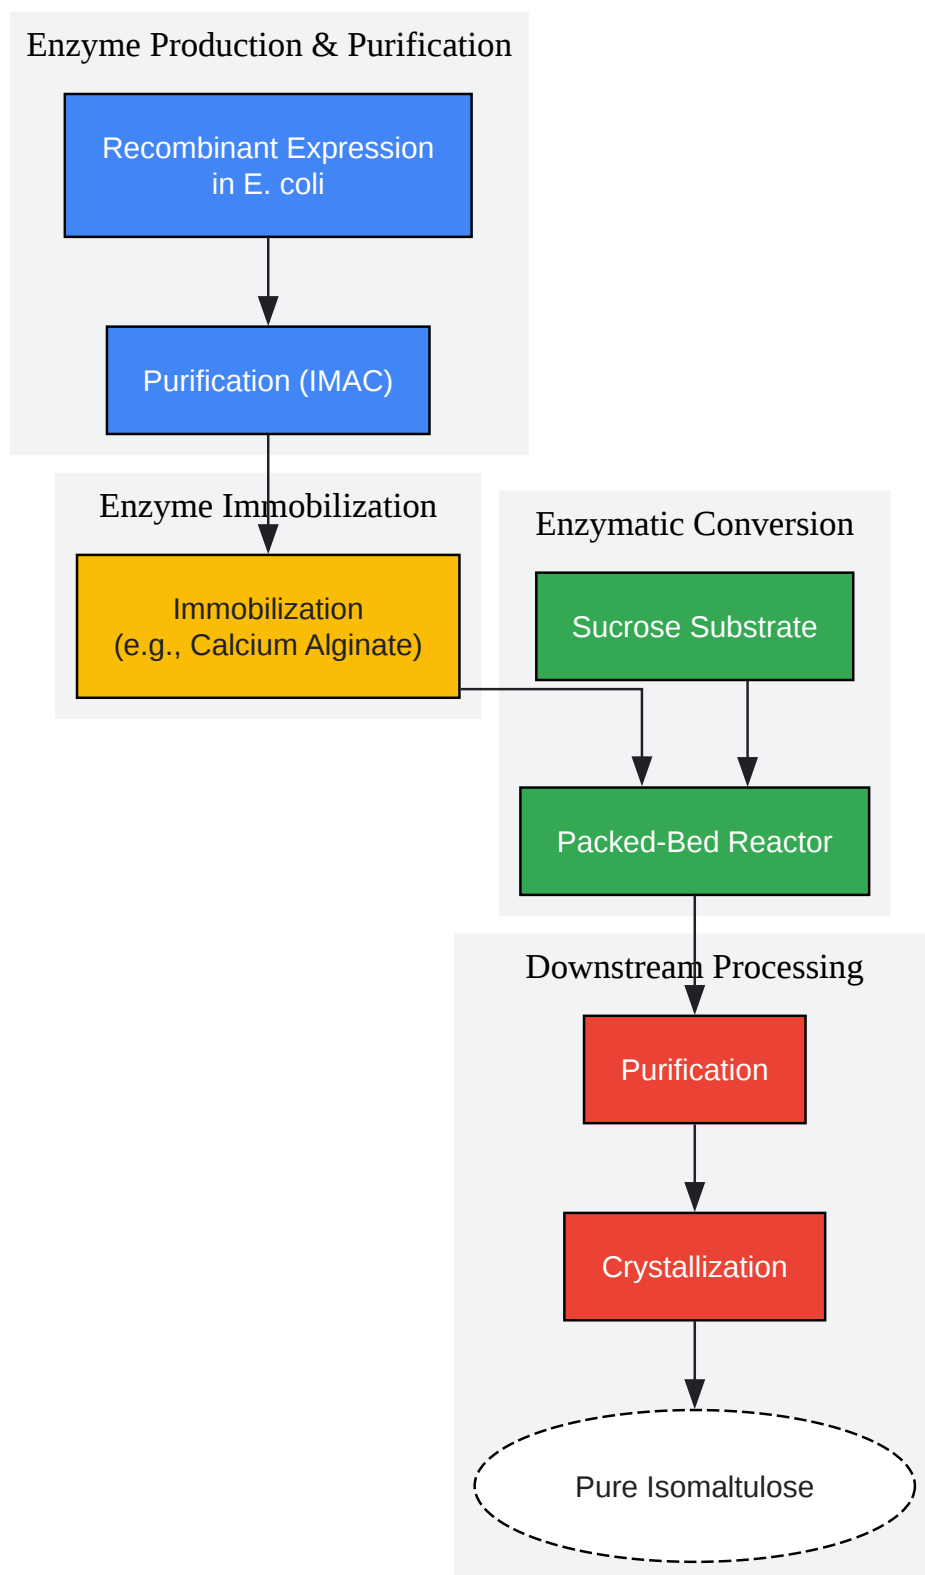 Enzyme Production & Purification
Recombinant Expression
in E. coli
Purification (IMAC)
Enzyme Immobilization
Immobilization
(e.g., Calcium Alginate)
Enzymatic Conversion
Sucrose Substrate
Packed-Bed Reactor
Downstream Processing
Purification
Crystallization
Pure Isomaltulose